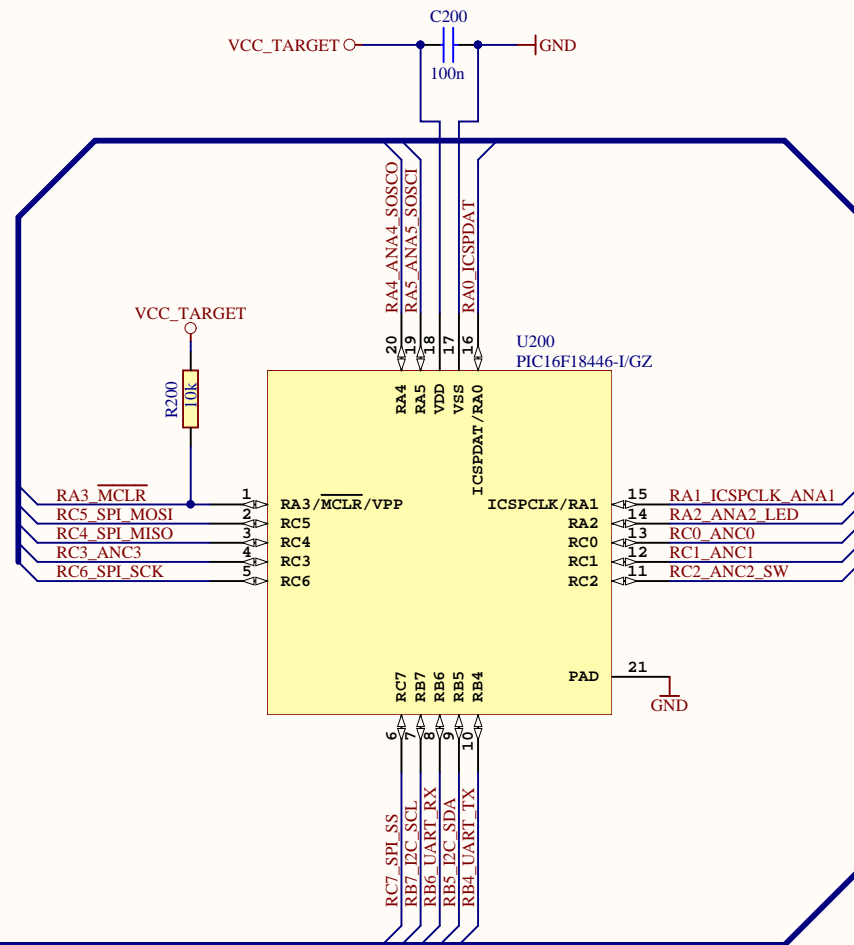 C200
VCC_TARGET
GND
100n
RA4_ANA4_SOSCO
RA5_ANA5_SOSCI
RA0_ICSPDAT
VCC_TARGET
R200
10k
U200
PIC16F18446-I/GZ
20
19
18
17
16
RA4
RA5
VDD
VSS
ICSPDAT/RA0
RA3_MCLR
1
RA3/MCLR/VPP
RC5_SPI_MOSI
2
RC5
RC4_SPI_MISO
3
RC4
RC3_ANC3
4
RC3
RC6_SPI_SCK
5
RC6
ICSPCLK/RA1
15
RA1_ICSPCLK_ANA1
RA2
14
RA2_ANA2_LED
RC0
13
RC0_ANC0
RC1
12
RC1_ANC1
RC2
11
RC2_ANC2_SW
PAD
21
GND
RC7
RB7
RB6
RB5
RB4
6
7
8
9
10
RC7_SPI_SS
RB7_I2C_SCL
RB6_UART_RX
RB5_I2C_SDA
RB4_UART_TX